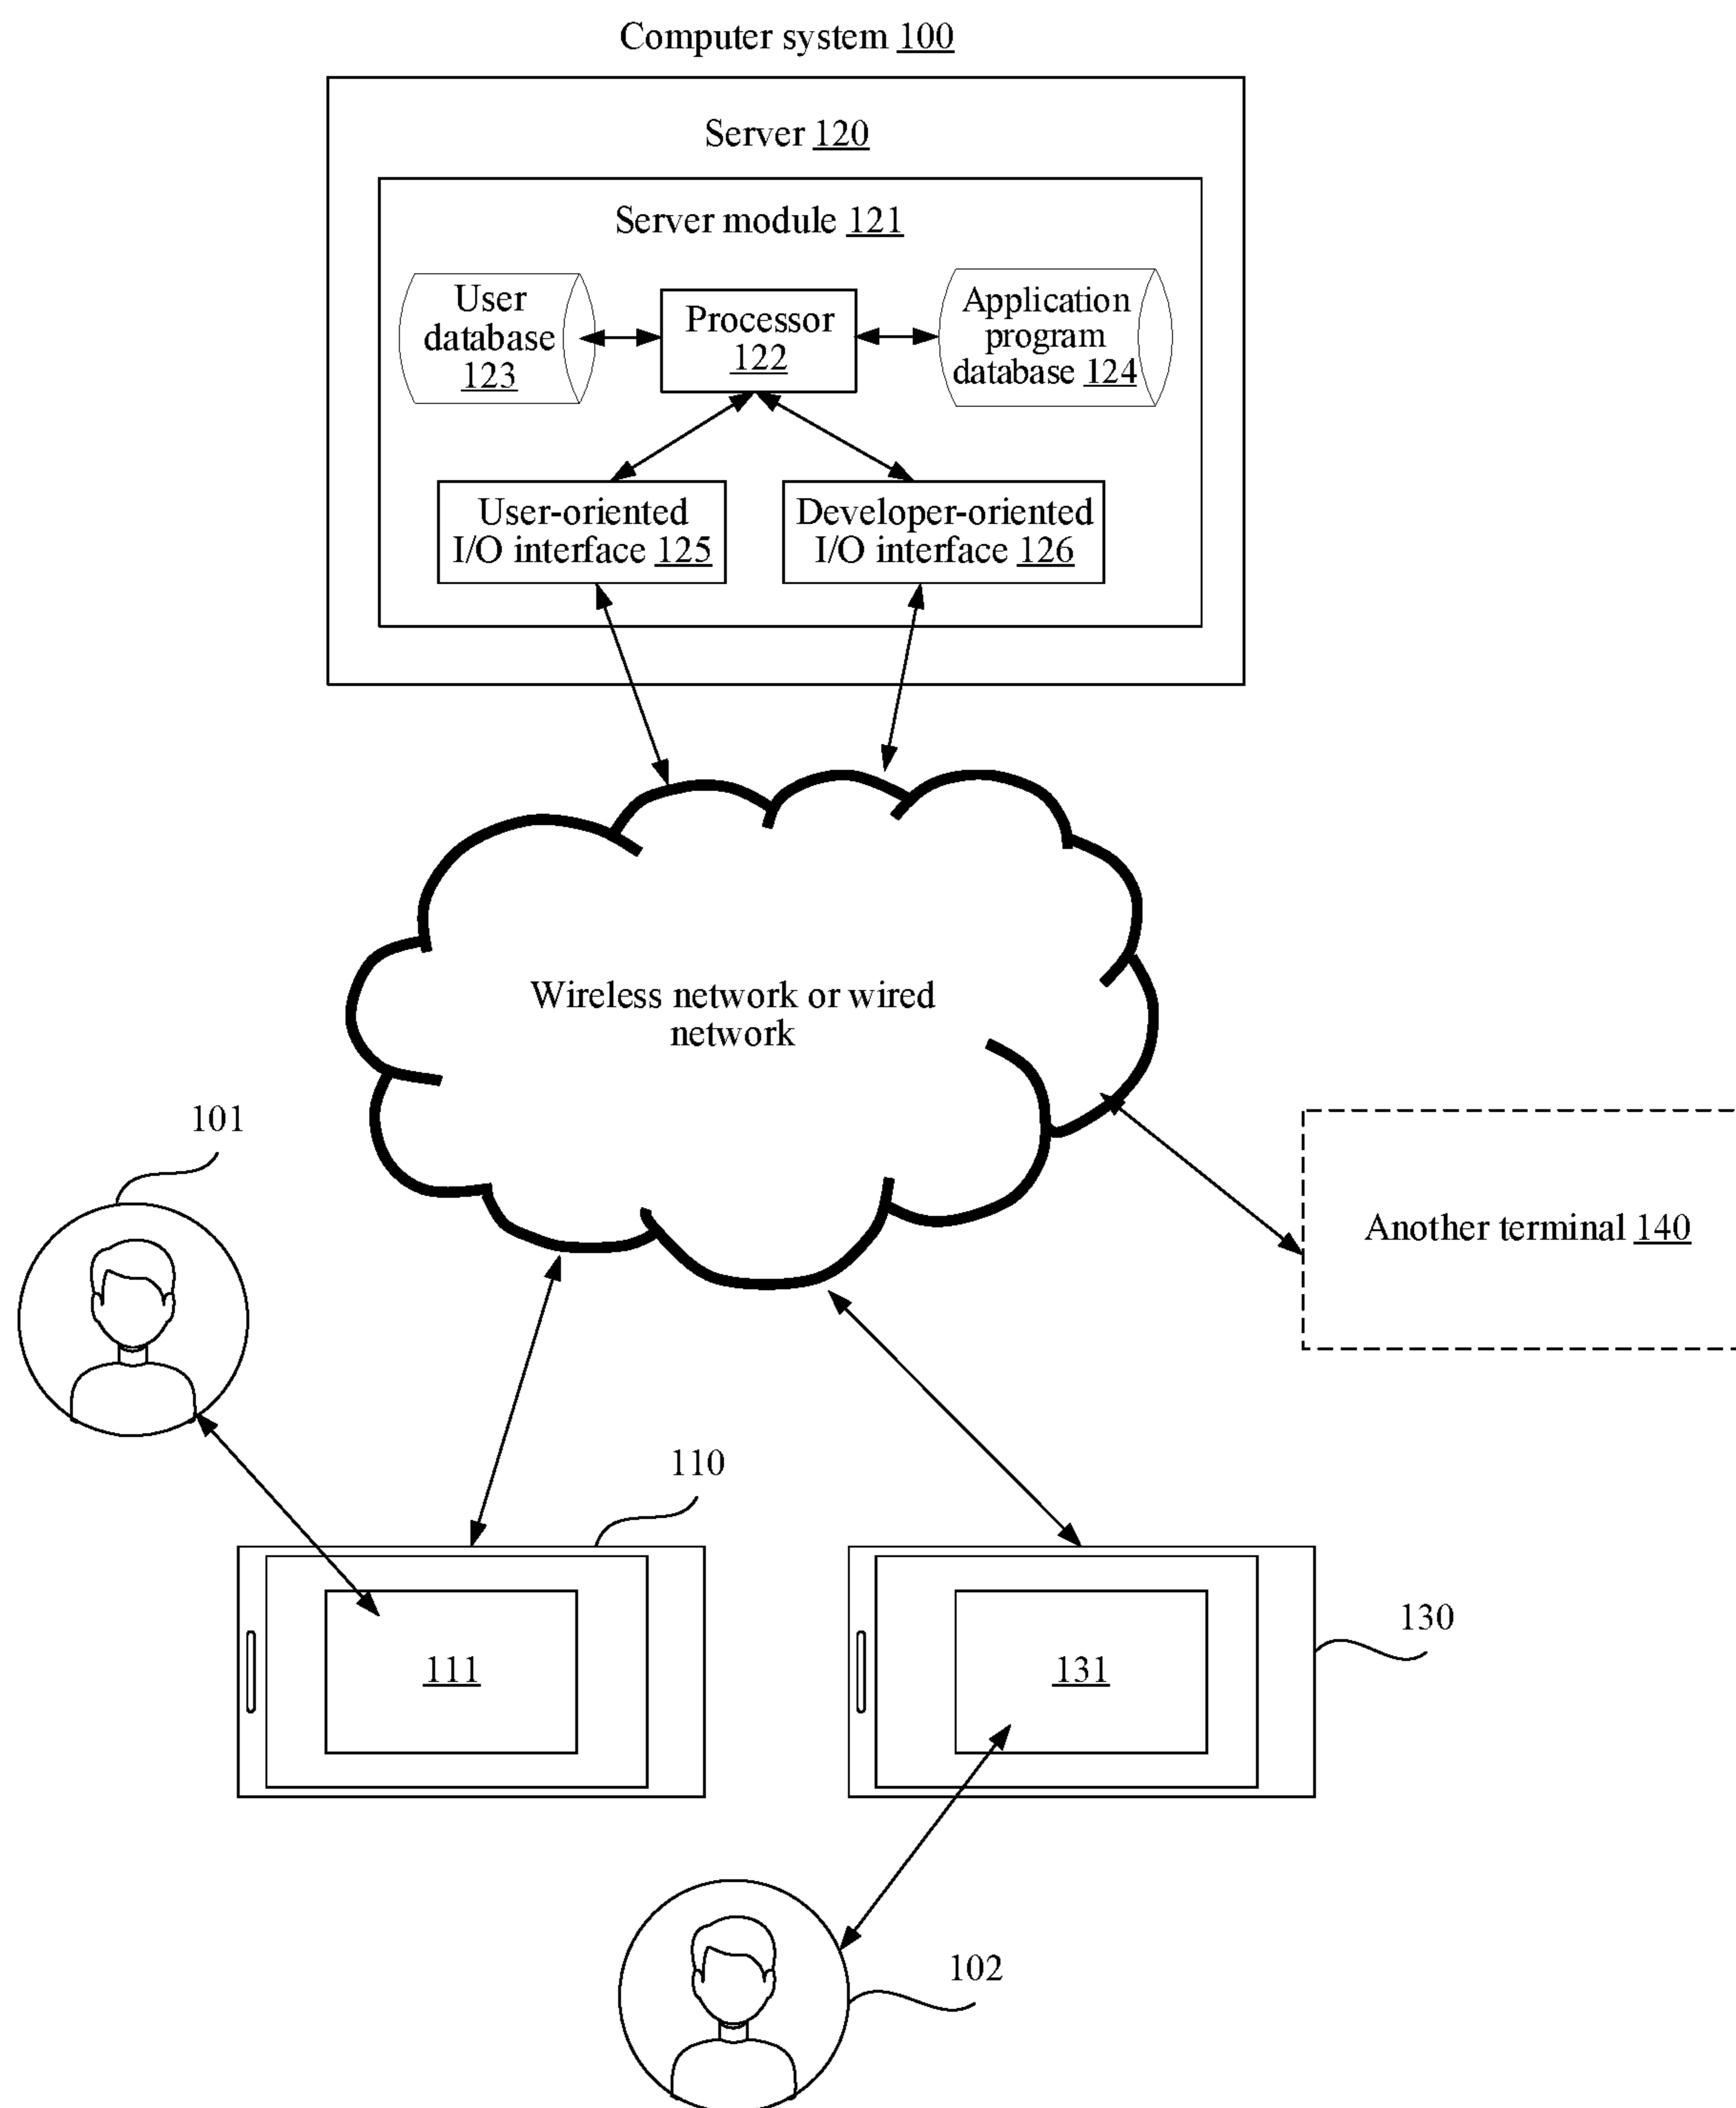 Computer system 100
Server 120
Server module 121
User
database
123
Processor
122
Application
program
database 124
User-oriented
I/O interface 125
Developer-oriented
I/O interface 126
Wireless network or wired
network
101
Another terminal 140
110
111
130
131
102